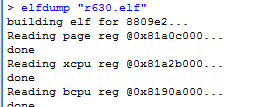 > elfdump "r630.elf"
building elf for 8809e2...
Reading page reg @0x81a0c000...
done
Reading xcpu reg @0x81a2b000...
done
Reading bcpu reg @0x8190a000...
done